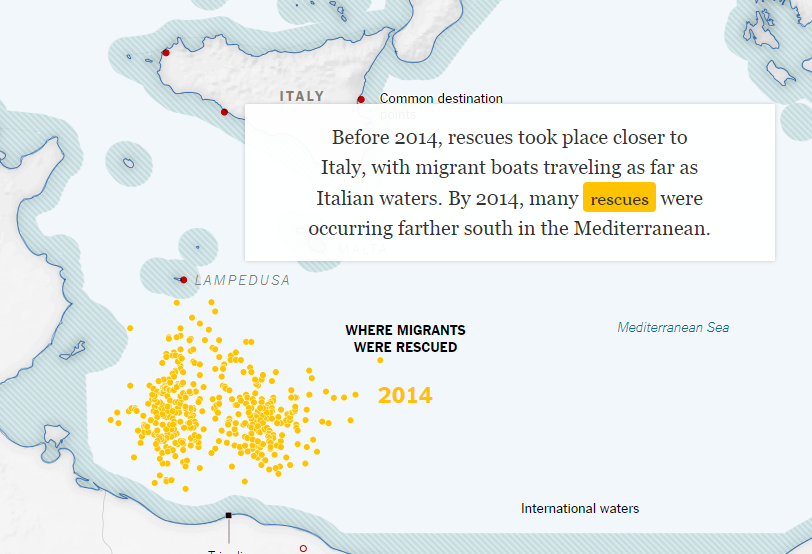 ITALY
Common destination
points
Before 2014, rescues took place closer to
Italy, with migrant boats traveling as far as
Italian waters. By 2014, many rescues were
occurring farther south in the Mediterranean.
MALTA
LAMPEDUSA
WHERE MIGRANTS
WERE RESCUED
Mediterranean Sea
2014
International waters